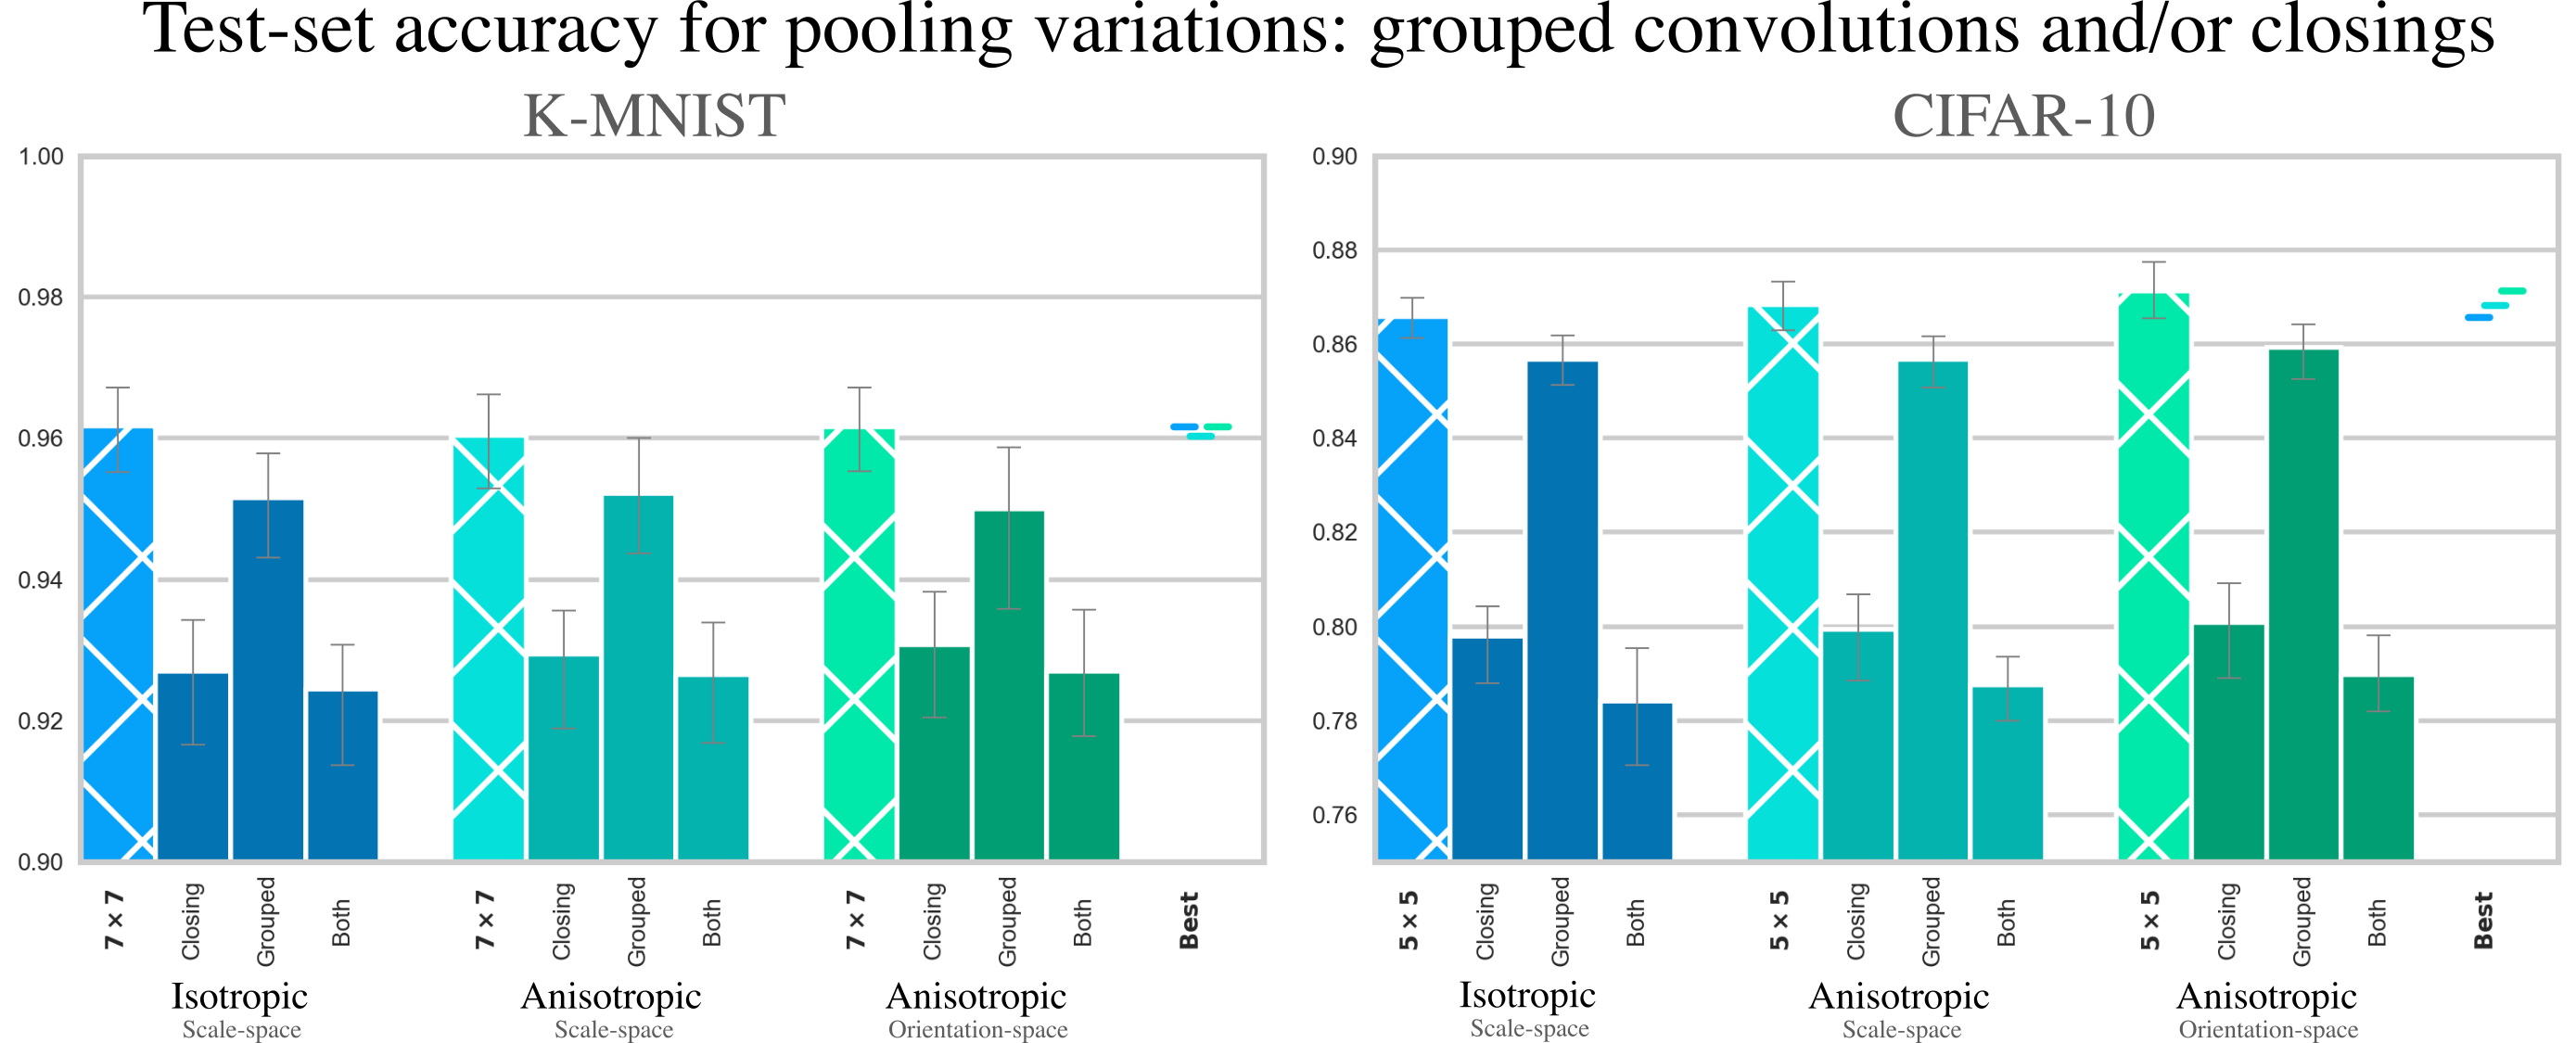 Test-set accuracy for pooling variations: grouped convolutions and/or closings
K-MNIST
1.00
0.98
0.96
0.94
0.92
0.90
7 × 7
Closing
Grouped
Both
7 × 7
Closing
Grouped
Both
7 × 7
Closing
Grouped
Both
Best
Isotropic
Scale-space
Anisotropic
Scale-space
Anisotropic
Orientation-space
CIFAR-10
0.90
0.88
0.86
0.84
0.82
0.80
0.78
0.76
5 × 5
Closing
Grouped
Both
5 × 5
Closing
Grouped
Both
5 × 5
Closing
Grouped
Both
Best
Isotropic
Scale-space
Anisotropic
Scale-space
Anisotropic
Orientation-space